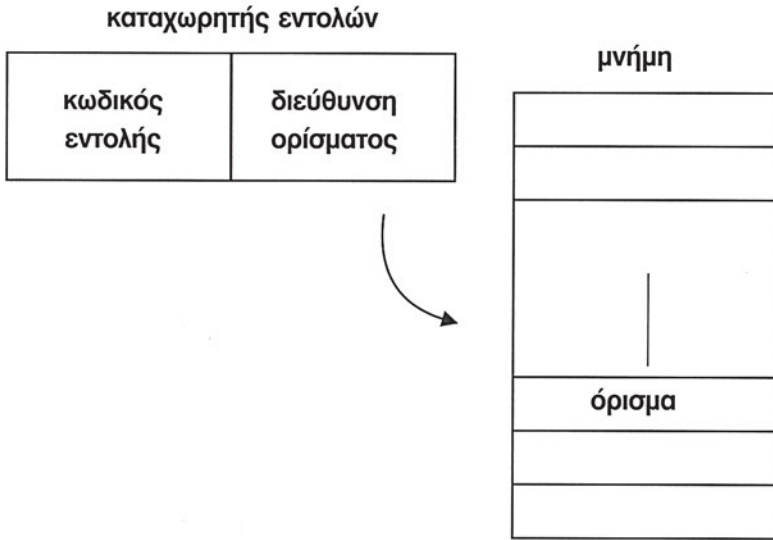 καταχωρητής εντολών
κωδικός
εντολής
διεύθυνση
ορίσματος
μνήμη
όρισμα